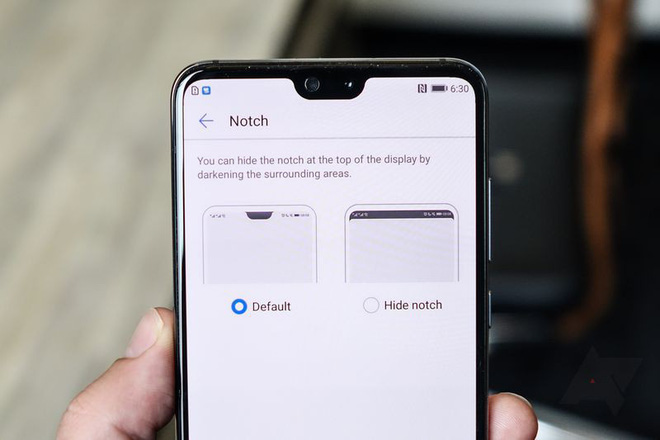 6:30
Notch
You can hide the notch at the top of the display by
darkening the surrounding areas.
Default
Hide notch